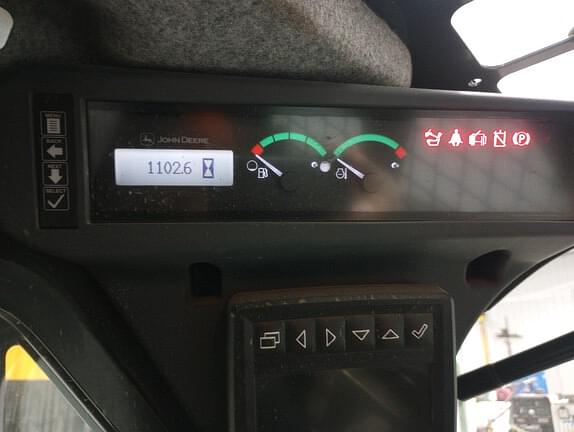 MENU
BACK
NEXT
SELECT
JOHN DEERE
1102.6
P